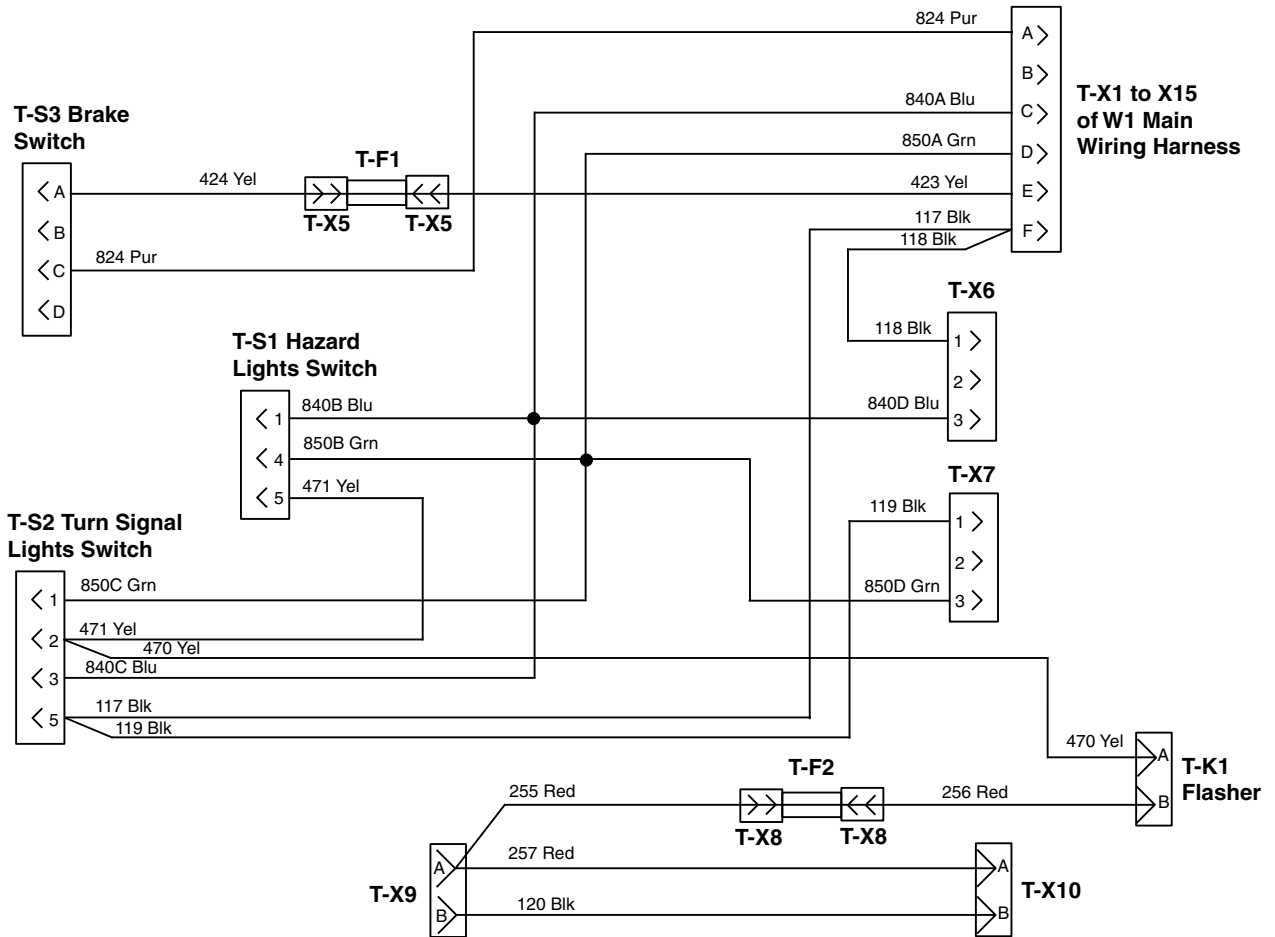 824 Pur
A
B
840A Blu
C
850A Grn
D
423 Yel
E
117 Blk
F
118 Blk
T-X1 to X15
of W1 Main
Wiring Harness
T-S3 Brake
Switch
A
B
C
D
424 Yel
T-F1
T-X5
T-X5
824 Pur
T-X6
118 Blk
1
2
840D Blu
3
T-S1 Hazard
Lights Switch
1
840B Blu
4
850B Grn
5
471 Yel
T-X7
119 Blk
1
2
850D Grn
3
T-S2 Turn Signal
Lights Switch
1
850C Grn
2
471 Yel
470 Yel
3
840C Blu
5
117 Blk
119 Blk
470 Yel
A
B
T-K1
Flasher
T-F2
255 Red
256 Red
T-X8
T-X8
257 Red
A
A
T-X9
T-X10
120 Blk
B
B